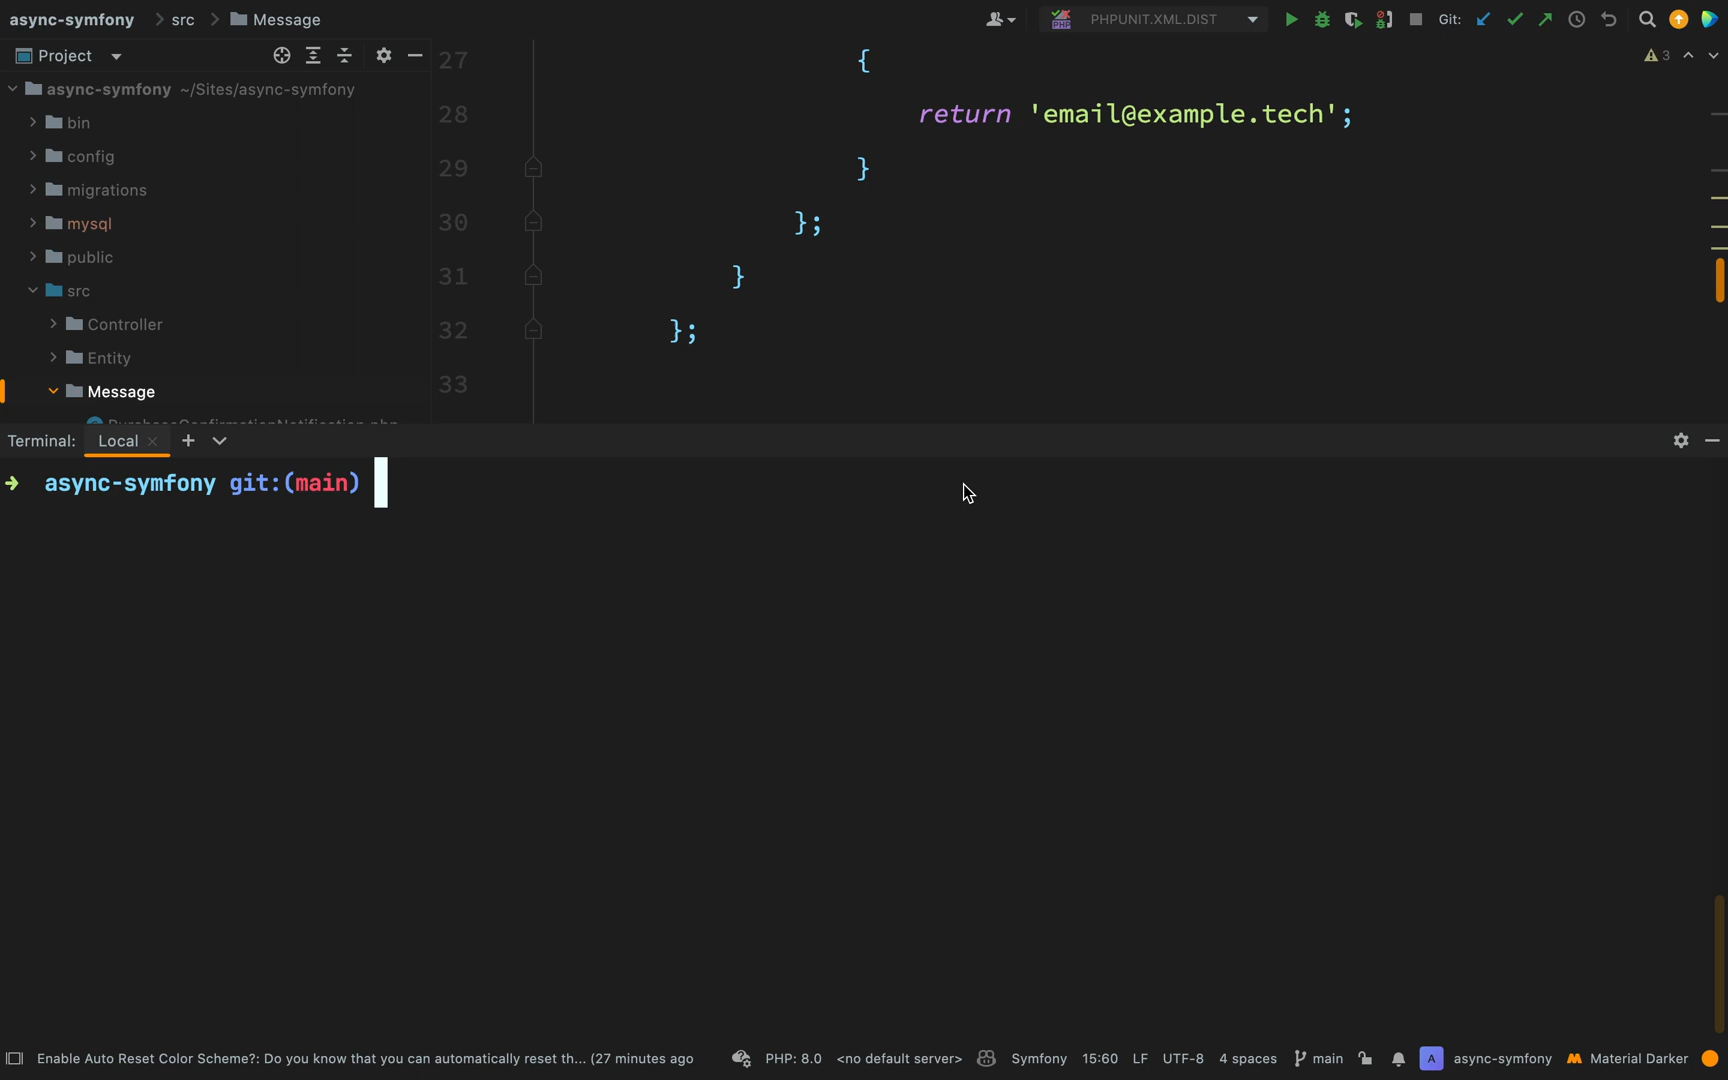 async-symfony src Message
PHPUNIT.XML.DIST
Git:
Project
async-symfony ~/Sites/async-symfony
bin
config
migrations
mysql
public
src
Controller
Entity
Message
PurchaseConfirmationNotification.php
27 {
28 return 'email@example.tech';
29 }
30 };
31 }
32 };
33
3
Terminal: Local
async-symfony git:(main)
Enable Auto Reset Color Scheme?: Do you know that you can automatically reset th... (27 minutes ago
PHP: 8.0 <no default server> Symfony 15:60 LF UTF-8 4 spaces main A async-symfony Material Darker